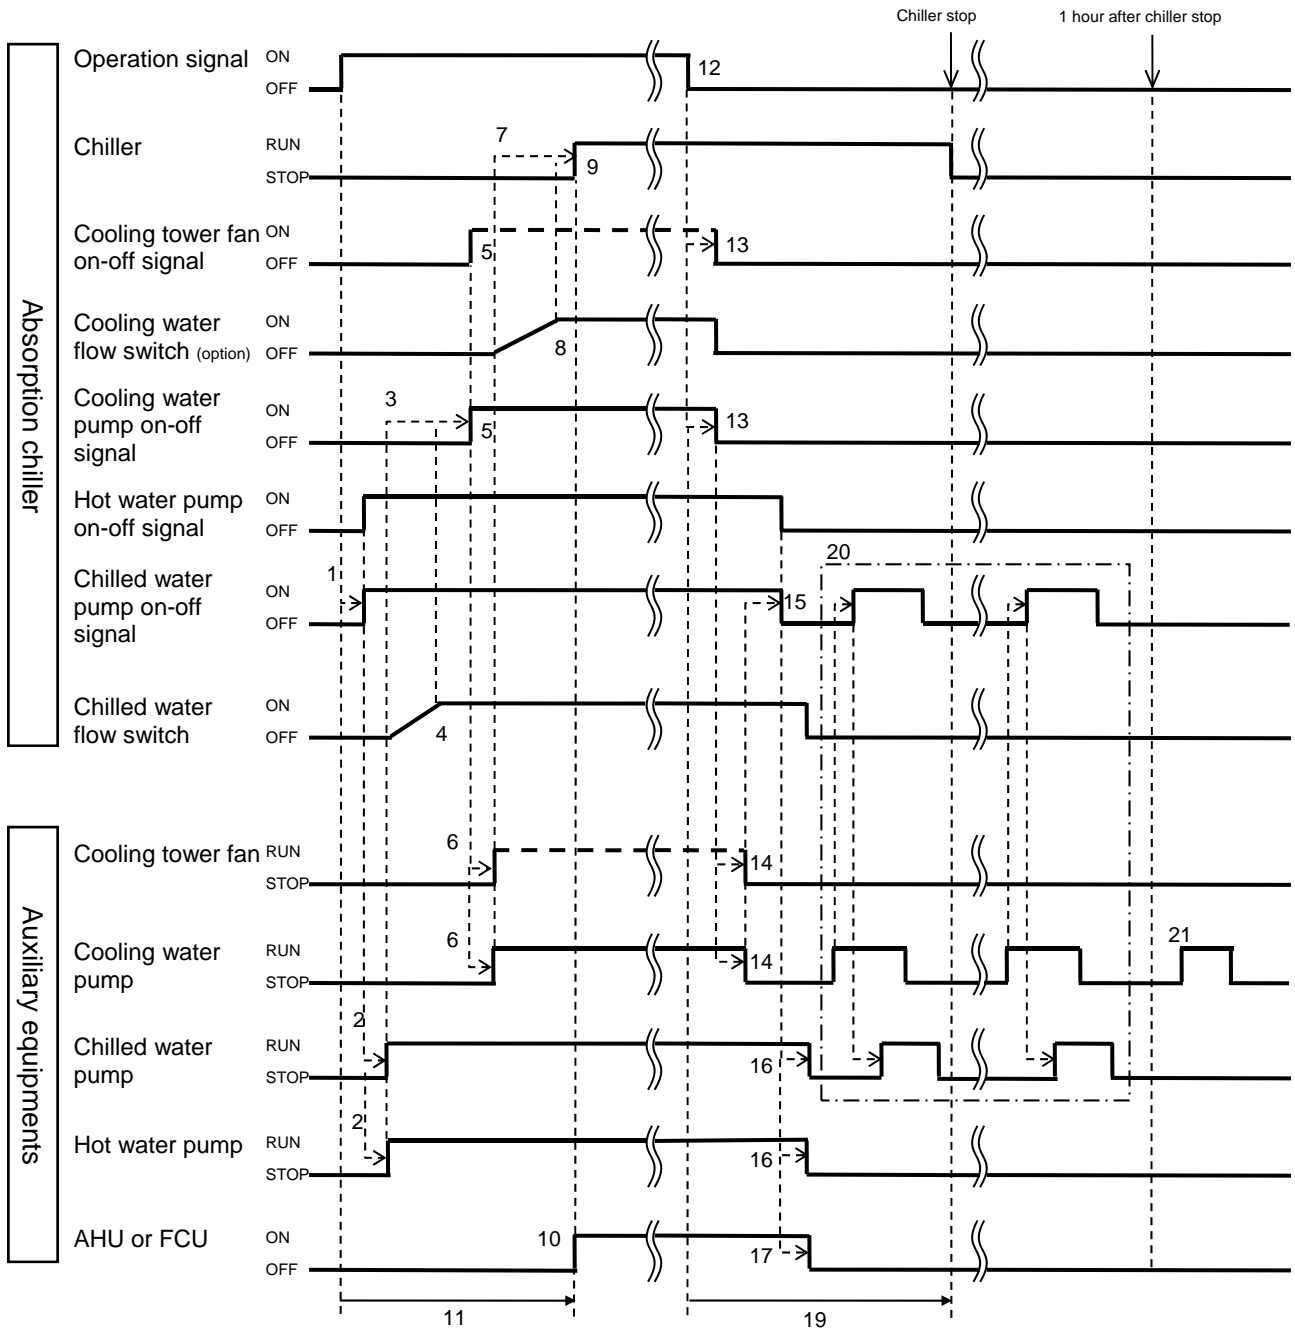 Chiller stop
1 hour after chiller stop
Absorption chiller
Operation signal
ON
OFF
12
Chiller
RUN
STOP
7
9
Cooling tower fan
on-off signal
ON
OFF
5
13
Cooling water
flow switch (option)
ON
OFF
8
Cooling water
pump on-off
signal
ON
OFF
3
5
13
Hot water pump
on-off signal
ON
OFF
Chilled water
pump on-off
signal
ON
OFF
1
15
20
Chilled water
flow switch
ON
OFF
4
Auxiliary equipments
Cooling tower fan
RUN
STOP
6
14
Cooling water
pump
RUN
STOP
6
14
21
Chilled water
pump
RUN
STOP
2
16
Hot water pump
RUN
STOP
2
16
AHU or FCU
ON
OFF
10
17
11
19